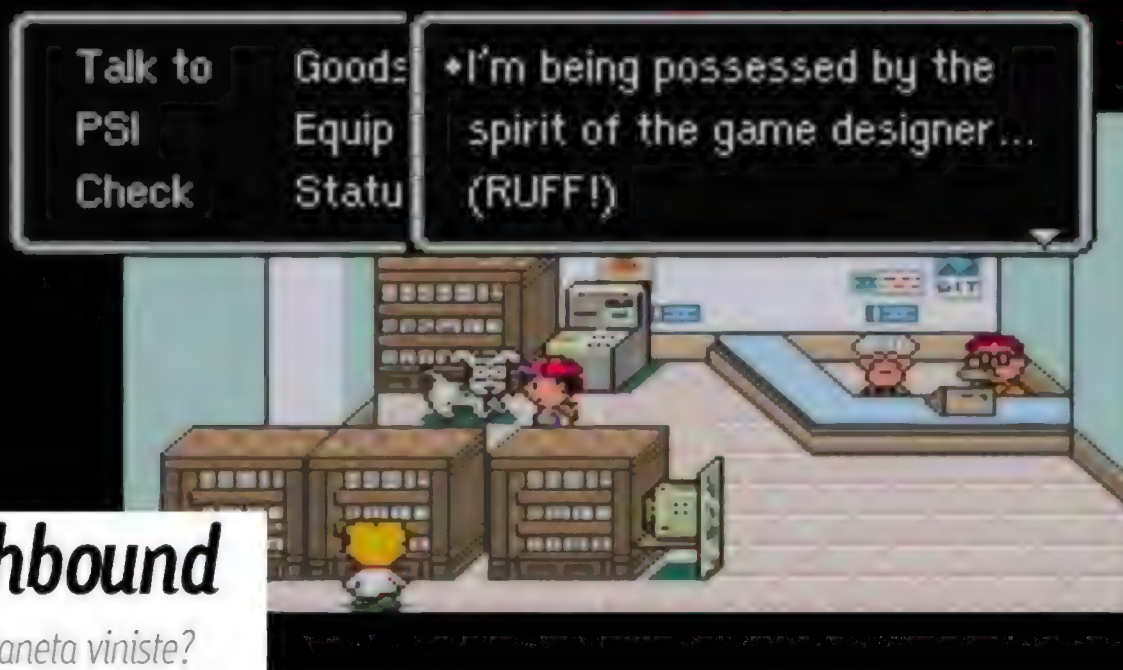 Talk to Goods
PSI Equip
Check Statu
•I'm being possessed by the
spirit of the game designer...
(RUFF!)
hbound
aneta viniste?